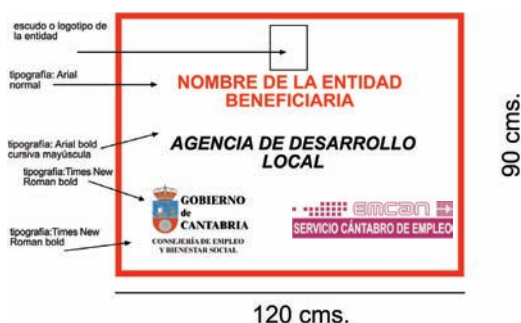 escudo o logotipo de
la entidad
tipografía: Arial
normal
NOMBRE DE LA ENTIDAD
BENEFICIARIA
tipografía: Arial bold
cursiva mayúscula
AGENCIA DE DESARROLLO
LOCAL
tipografía:Times New
Roman bold
GOBIERNO
de
CANTABRIA
CONSEJERÍA DE EMPLEO
Y BIENESTAR SOCIAL
tipografía:Times New
Roman bold
emcan
SERVICIO CÁNTABRO DE EMPLEO
90 cms.
120 cms.